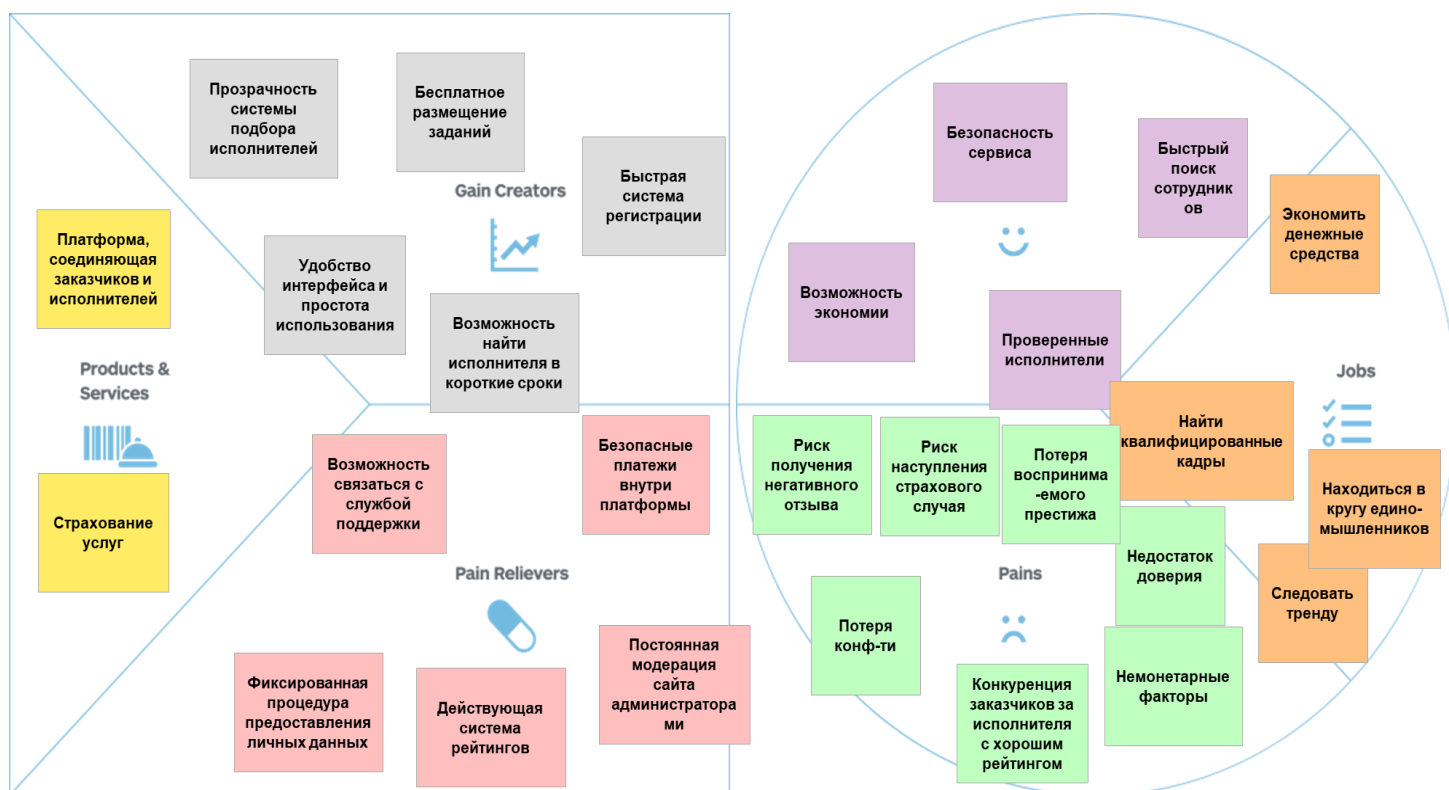 Прозрачность
системы
подбора
исполнителей
Бесплатное
размещение
заданий
Gain Creators
Быстрая
система
регистрации
Платформа,
соединяющая
заказчиков и
исполнителей
Удобство
интерфейса и
простота
использования
Возможность
найти
исполнителя в
короткие сроки
Products &
Services
Страхование
услуг
Возможность
связаться с
службой
поддержки
Безопасные
платежи
внутри
платформы
Pain Relievers
Фиксированная
процедура
предоставления
личных данных
Действующая
система
рейтингов
Постоянная
модерация
сайта
администратора
ми
Безопасность
сервиса
Быстрый
поиск
сотрудник
ов
Экономить
денежные
средства
Возможность
экономии
Проверенные
исполнители
Jobs
Найти
квалифицированные
кадры
Находиться в
кругу едино-
мышленников
Следовать
тренду
Риск
получения
негативного
отзыва
Риск
наступления
страхового
случая
Потеря
воспринима
-емого
престижа
Недостаток
доверия
Pains
Потеря
конф-ти
Конкуренция
заказчиков за
исполнителя
с хорошим
рейтингом
Немонетарные
факторы